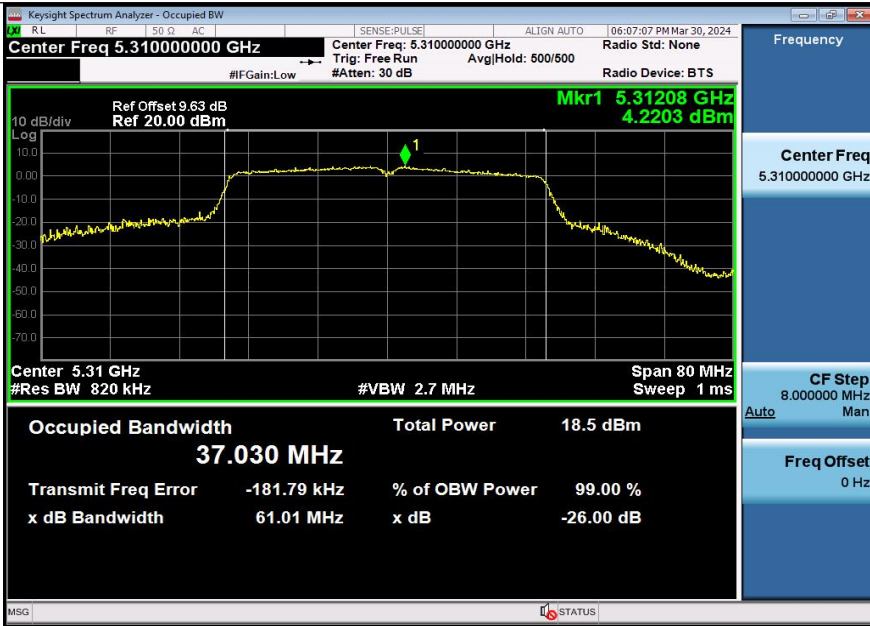 Keysight Spectrum Analyzer - Occupied BW
LXI RL RF 50 Ω AC SENSE:PULSE ALIGN AUTO 06:07:07 PM Mar 30, 2024
Center Freq 5.310000000 GHz
Center Freq: 5.310000000 GHz
Radio Std: None
Trig: Free Run Avg|Hold: 500/500
#IFGain:Low #Atten: 30 dB Radio Device: BTS
Ref Offset 9.63 dB
Mkr1 5.31208 GHz
10 dB/div Ref 20.00 dBm 4.2203 dBm
Log
10.0
0.00
-10.0
-20.0
-30.0
-40.0
-50.0
-60.0
-70.0
1
Center 5.31 GHz Span 80 MHz
#Res BW 820 kHz #VBW 2.7 MHz Sweep 1 ms
Occupied Bandwidth Total Power 18.5 dBm
37.030 MHz
Transmit Freq Error -181.79 kHz % of OBW Power 99.00 %
x dB Bandwidth 61.01 MHz x dB -26.00 dB
MSG STATUS
Frequency
Center Freq
5.310000000 GHz
CF Step
8.000000 MHz
Auto Man
Freq Offset
0 Hz